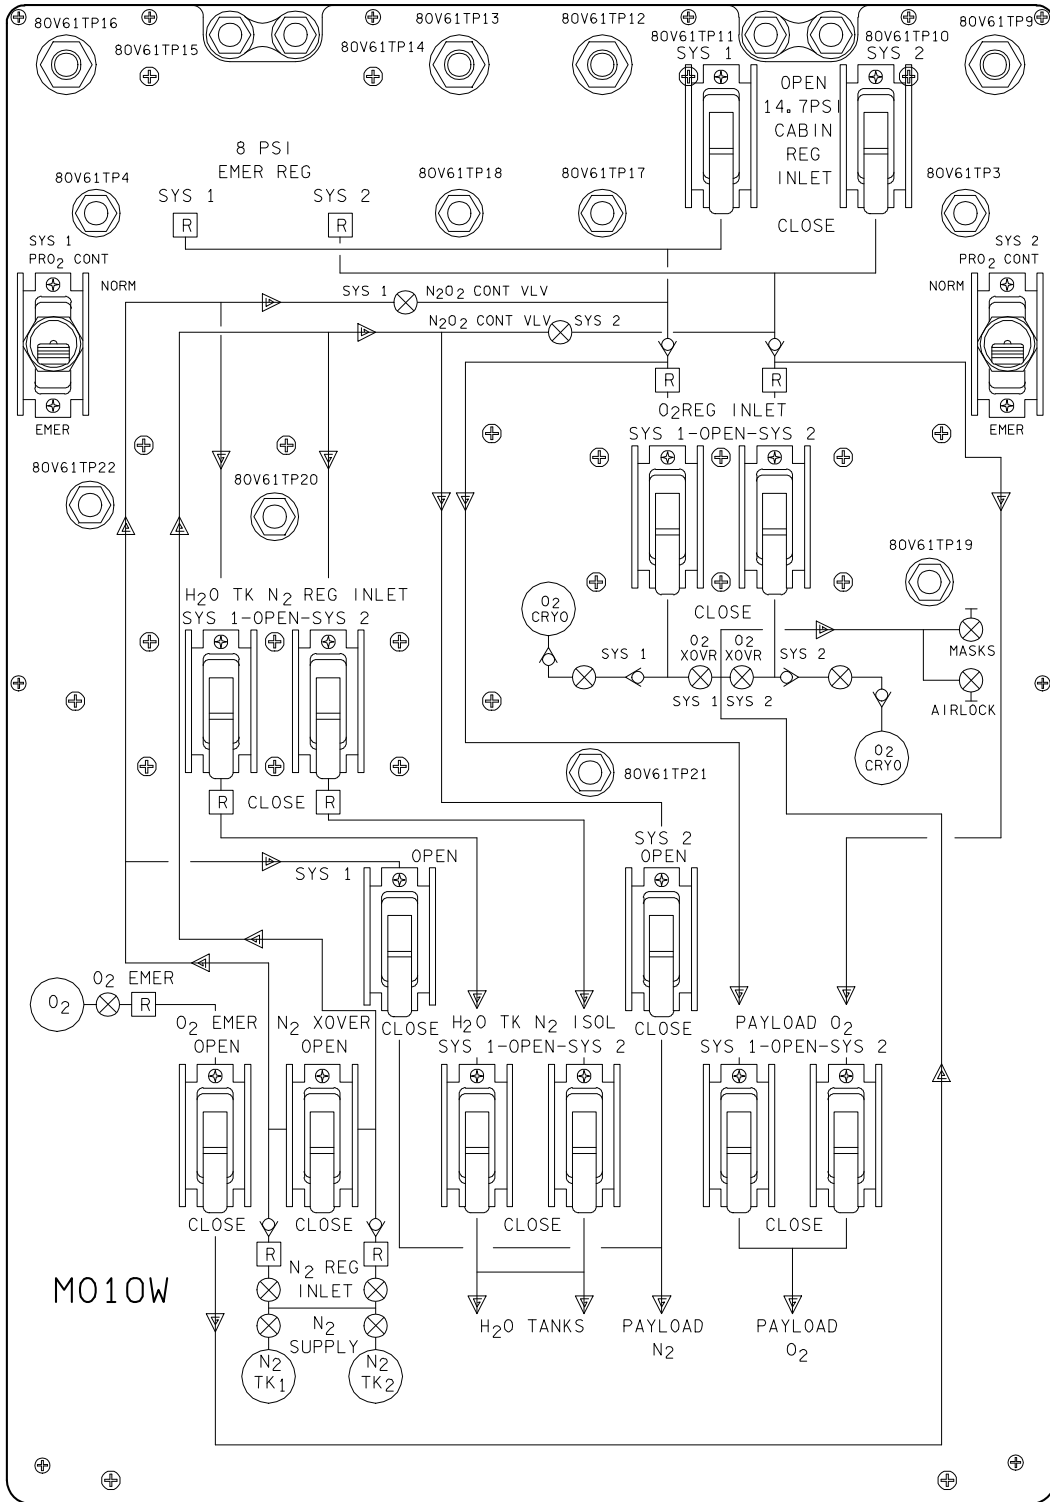 80V61TP16
80V61TP15
80V61TP14
80V61TP13
80V61TP12
80V61TP11
80V61TP10
80V61TP9
SYS 1
SYS 2
OPEN
14.7PSI
CABIN
REG
INLET
CLOSE
8 PSI
EMER REG
SYS 1
SYS 2
R
R
80V61TP4
80V61TP18
80V61TP17
80V61TP3
SYS 1
PRO2 CONT
NORM
EMER
SYS 2
PRO2 CONT
NORM
EMER
SYS 1
N2O2 CONT VLV
N2O2 CONT VLV
SYS 2
R
R
O2REG INLET
SYS 1-OPEN-SYS 2
CLOSE
80V61TP22
80V61TP20
80V61TP19
H2O TK N2 REG INLET
SYS 1-OPEN-SYS 2
R
CLOSE
R
O2
CRYO
SYS 1
O2
XOVR
O2
XOVR
SYS 2
SYS 1
SYS 2
MASKS
AIRLOCK
O2
CRYO
80V61TP21
SYS 1
OPEN
CLOSE
SYS 2
OPEN
CLOSE
O2 EMER
O2
R
O2 EMER
OPEN
CLOSE
N2 XOVER
OPEN
CLOSE
H2O TK N2 ISOL
SYS 1-OPEN-SYS 2
CLOSE
PAYLOAD O2
SYS 1-OPEN-SYS 2
CLOSE
R
R
N2 REG
INLET
N2
SUPPLY
N2
TK1
N2
TK2
H2O TANKS
PAYLOAD
N2
PAYLOAD
O2
MO10W